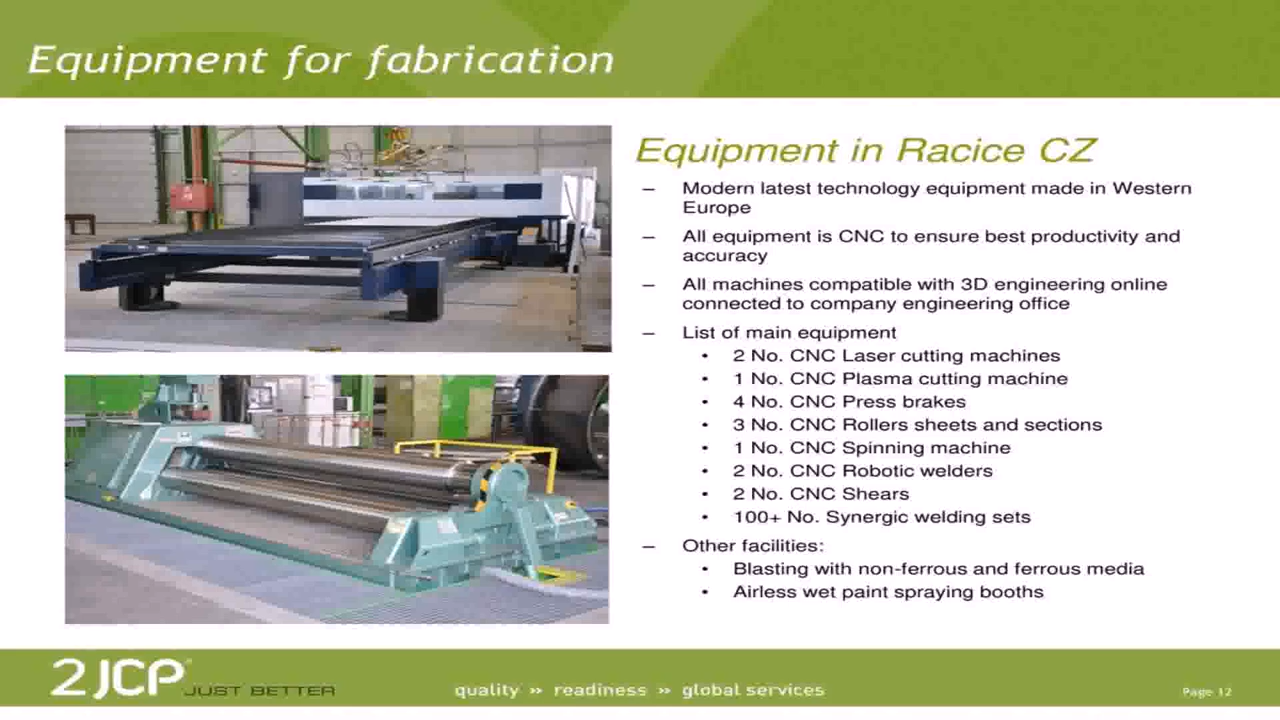 Equipment for fabrication
Equipment in Racice CZ
– Modern latest technology equipment made in Western
Europe
– All equipment is CNC to ensure best productivity and
accuracy
– All machines compatible with 3D engineering online
connected to company engineering office
– List of main equipment
• 2 No. CNC Laser cutting machines
• 1 No. CNC Plasma cutting machine
• 4 No. CNC Press brakes
• 3 No. CNC Rollers sheets and sections
• 1 No. CNC Spinning machine
• 2 No. CNC Robotic welders
• 2 No. CNC Shears
• 100+ No. Synergic welding sets
– Other facilities:
• Blasting with non-ferrous and ferrous media
• Airless wet paint spraying booths
2 JCP® JUST BETTER
quality » readiness » global services
Page 12